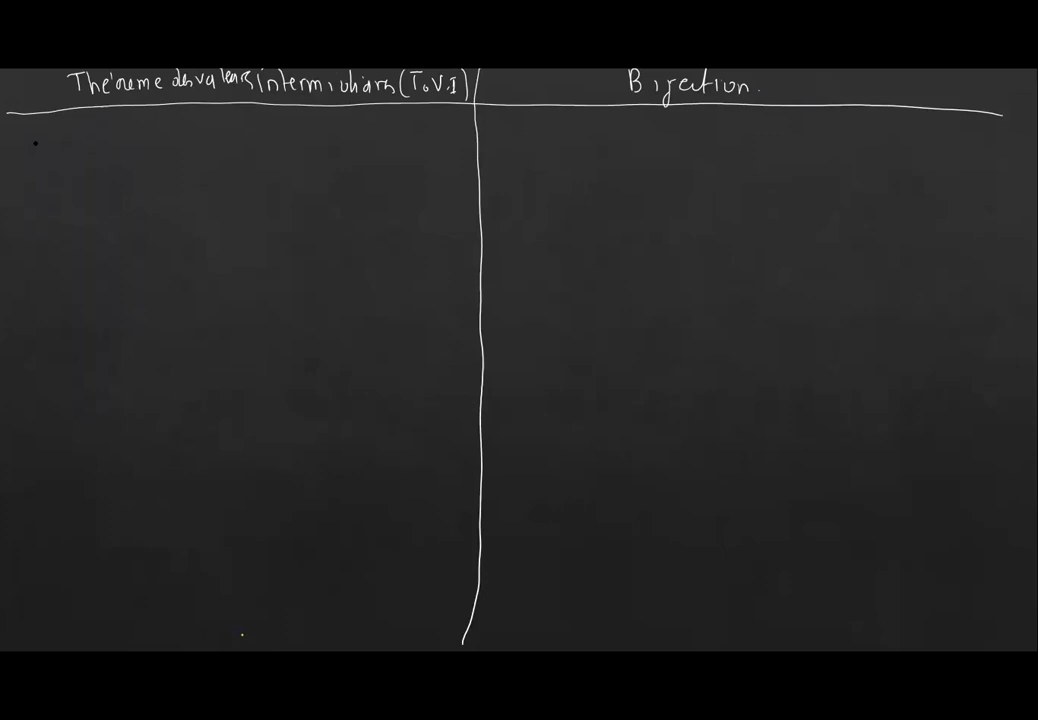 Théorème des valeurs intermédiaires (T.V.I)
Bijection.